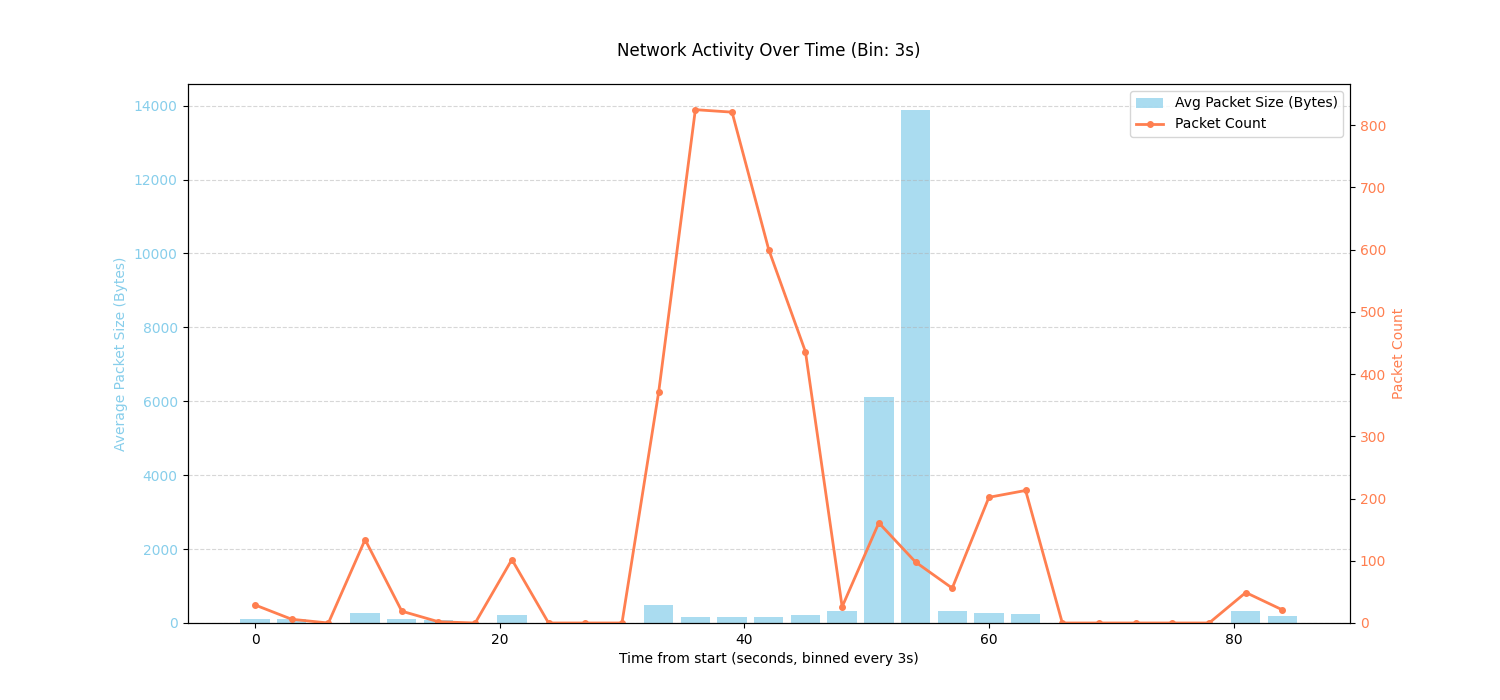 Network Activity Over Time (Bin: 3s)
Avg Packet Size (Bytes)
Packet Count
14000
12000
10000
8000
6000
4000
2000
0
Average Packet Size (Bytes)
800
700
600
500
400
300
200
100
0
Packet Count
0 20 40 60 80
Time from start (seconds, binned every 3s)